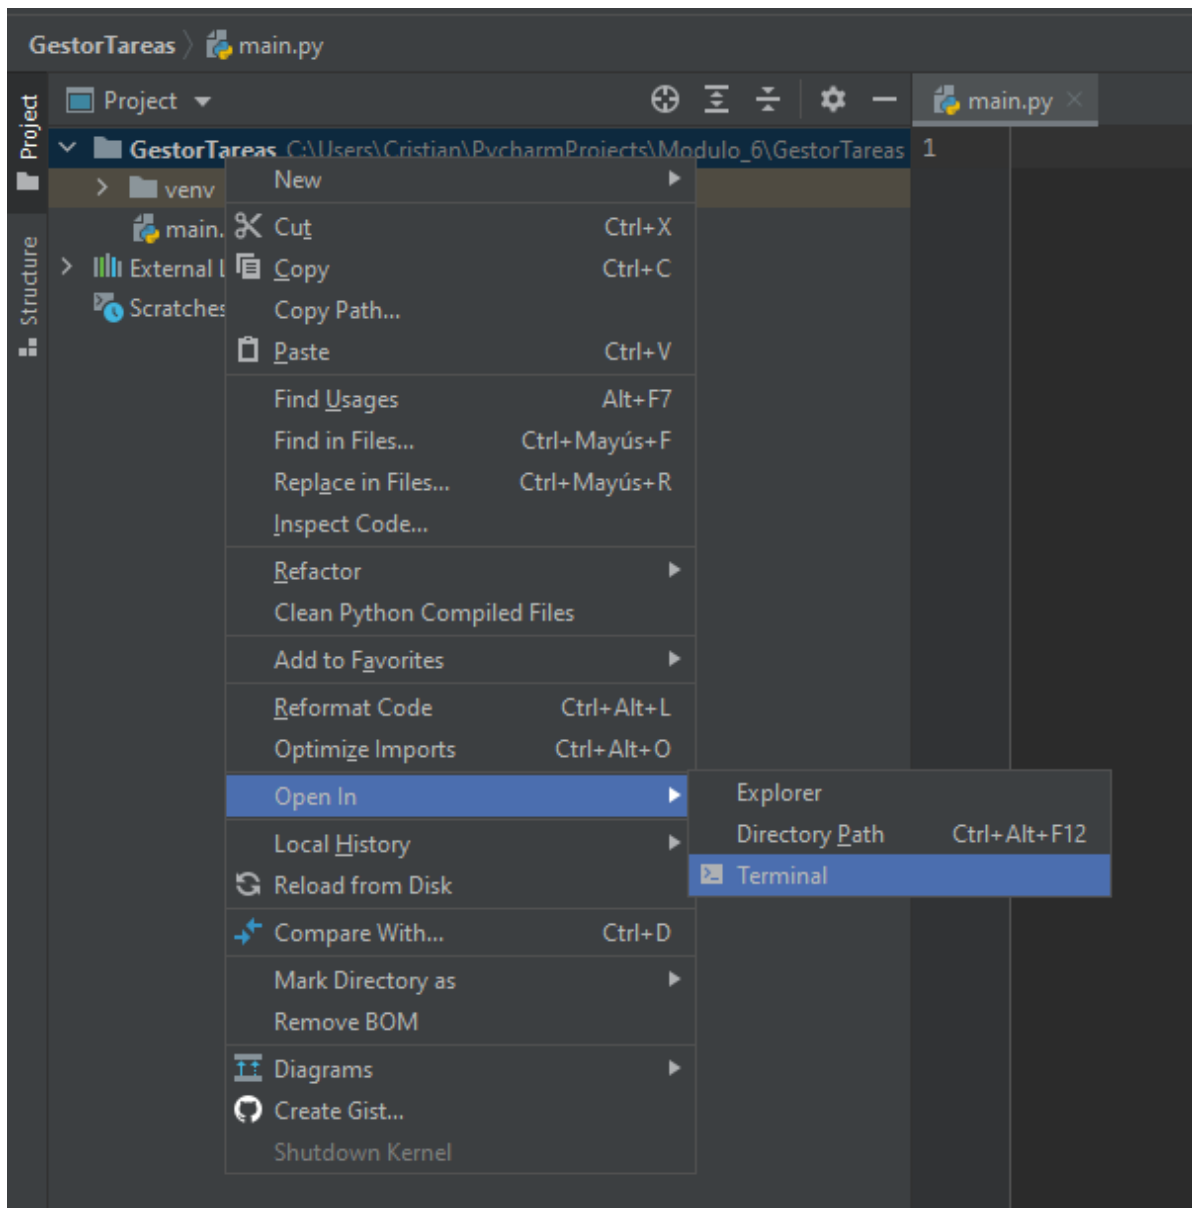 GestorTareas main.py
Project
main.py
Project
GestorTareas C:\Users\Cristian\PycharmProjects\Modulo_6\GestorTareas
1
venv
main.
External L
Scratches
Structure
New
Cut Ctrl+X
Copy Ctrl+C
Copy Path...
Paste Ctrl+V
Find Usages Alt+F7
Find in Files... Ctrl+Mayús+F
Replace in Files... Ctrl+Mayús+R
Inspect Code...
Refactor
Clean Python Compiled Files
Add to Favorites
Reformat Code Ctrl+Alt+L
Optimize Imports Ctrl+Alt+O
Open In
Explorer
Directory Path Ctrl+Alt+F12
Terminal
Local History
Reload from Disk
Compare With... Ctrl+D
Mark Directory as
Remove BOM
Diagrams
Create Gist...
Shutdown Kernel